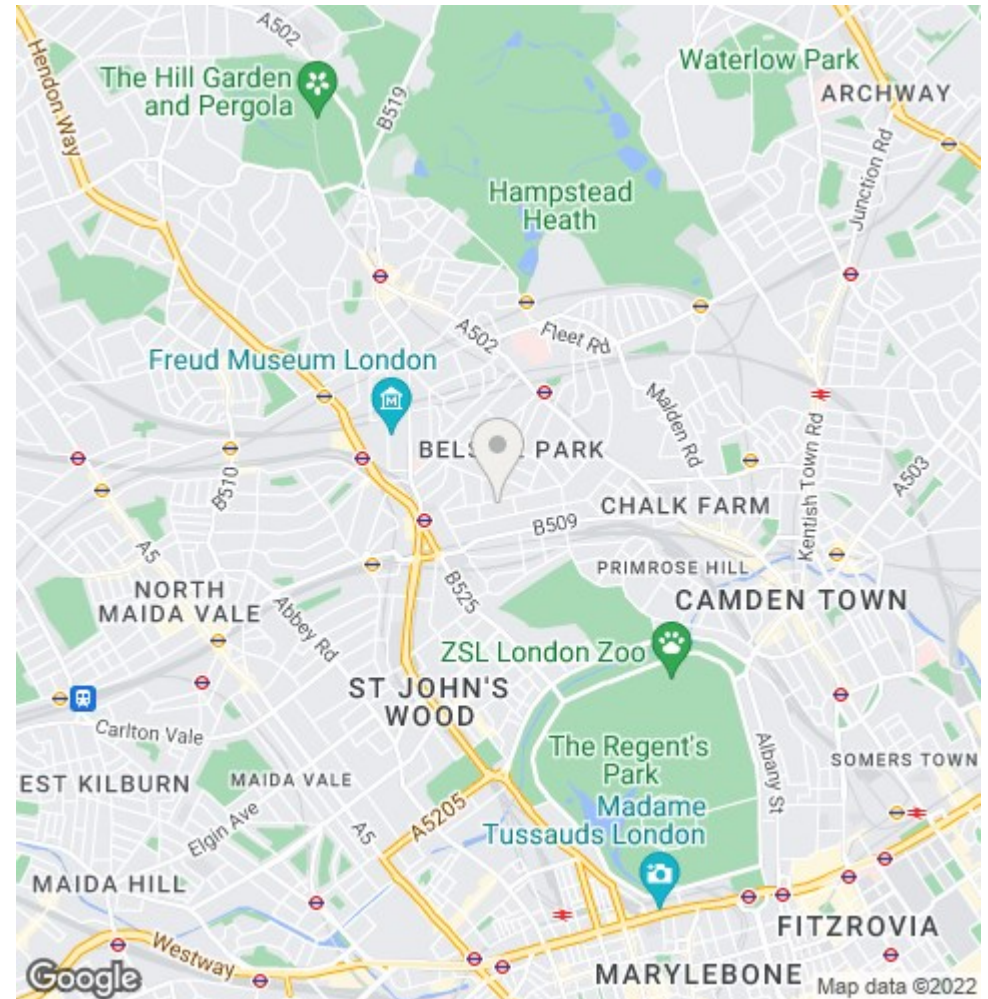 A502
Waterlow Park
Hendon Way
The Hill Garden
and Pergola
B519
ARCHWAY
Junction Rd
Hampstead
Heath
A502
Fleet Rd
Freud Museum London
Malden Rd
BELS E PARK
Kentish Town Rd
A503
B510
CHALK FARM
B509
A5
PRIMROSE HILL
NORTH
MAIDA VALE
B525
CAMDEN TOWN
Abbey Rd
ZSL London Zoo
ST JOHN'S
WOOD
Carlton Vale
The Regent's
Park
Albany St
SOMERS TOWN
EST KILBURN
MAIDA VALE
Madame
Tussauds London
A5205
Elgin Ave
A5
MAIDA HILL
FITZROVIA
Westway
MARYLEBONE
Google
Map data ©2022